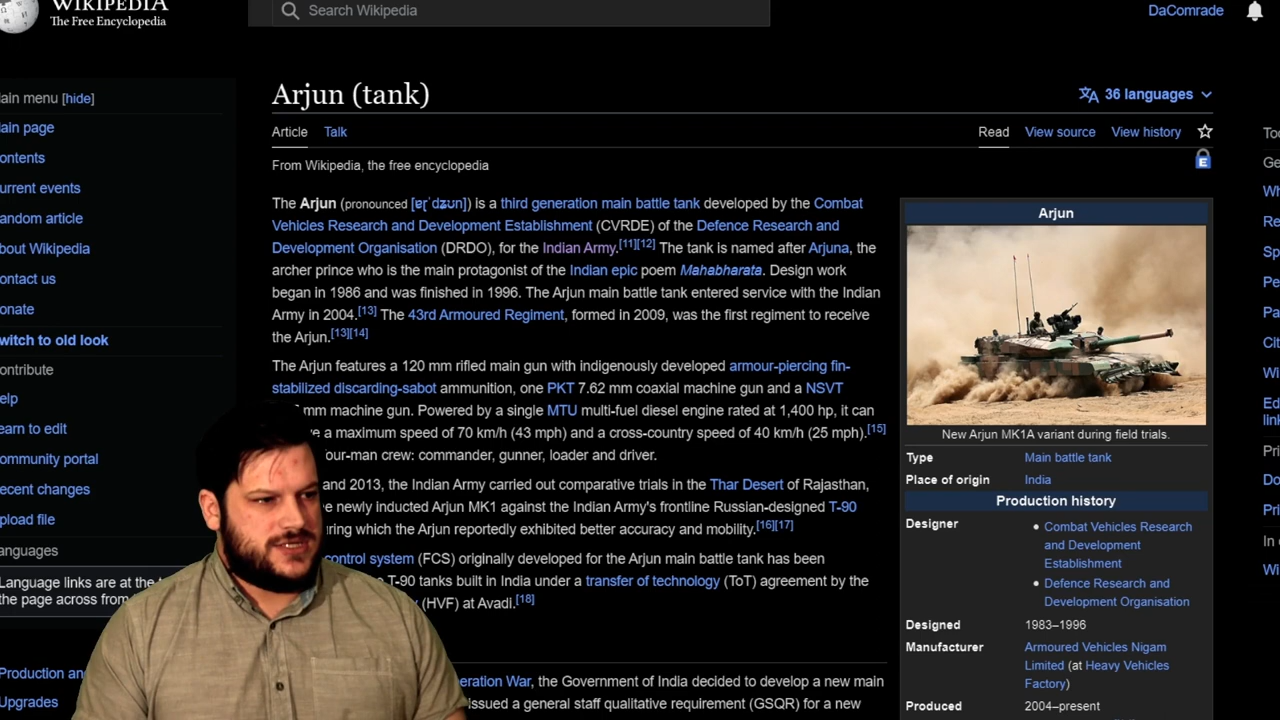 WIKIPEDIA
The Free Encyclopedia
Search Wikipedia
DaComrade
ain menu [hide]
ain page
ontents
urrent events
andom article
bout Wikipedia
ontact us
onate
witch to old look
ontribute
elp
earn to edit
ommunity portal
ecent changes
pload file
anguages
Language links are at the
the page across from
Production an
Upgrades
Arjun (tank)
36 languages
Article Talk
Read View source View history
From Wikipedia, the free encyclopedia
The Arjun (pronounced [ɐɽˈdʑʊn]) is a third generation main battle tank developed by the Combat
Vehicles Research and Development Establishment (CVRDE) of the Defence Research and
Development Organisation (DRDO), for the Indian Army.[11][12] The tank is named after Arjuna, the
archer prince who is the main protagonist of the Indian epic poem Mahabharata. Design work
began in 1986 and was finished in 1996. The Arjun main battle tank entered service with the Indian
Army in 2004.[13] The 43rd Armoured Regiment, formed in 2009, was the first regiment to receive
the Arjun.[13][14]
The Arjun features a 120 mm rifled main gun with indigenously developed armour-piercing fin-
stabilized discarding-sabot ammunition, one PKT 7.62 mm coaxial machine gun and a NSVT
mm machine gun. Powered by a single MTU multi-fuel diesel engine rated at 1,400 hp, it can
e a maximum speed of 70 km/h (43 mph) and a cross-country speed of 40 km/h (25 mph).[15]
our-man crew: commander, gunner, loader and driver.
and 2013, the Indian Army carried out comparative trials in the Thar Desert of Rajasthan,
e newly inducted Arjun MK1 against the Indian Army's frontline Russian-designed T-90
ring which the Arjun reportedly exhibited better accuracy and mobility.[16][17]
control system (FCS) originally developed for the Arjun main battle tank has been
T-90 tanks built in India under a transfer of technology (ToT) agreement by the
(HVF) at Avadi.[18]
eration War, the Government of India decided to develop a new main
issued a general staff qualitative requirement (GSQR) for a new
E
Arjun
New Arjun MK1A variant during field trials.
Type Main battle tank
Place of origin India
Production history
Designer • Combat Vehicles Research
and Development
Establishment
• Defence Research and
Development Organisation
Designed 1983–1996
Manufacturer Armoured Vehicles Nigam
Limited (at Heavy Vehicles
Factory)
Produced 2004–present
Too
Ge
Wh
Re
Sp
Pe
Pa
Cit
Wi
Ed
link
Pri
Do
Pri
In
Wi